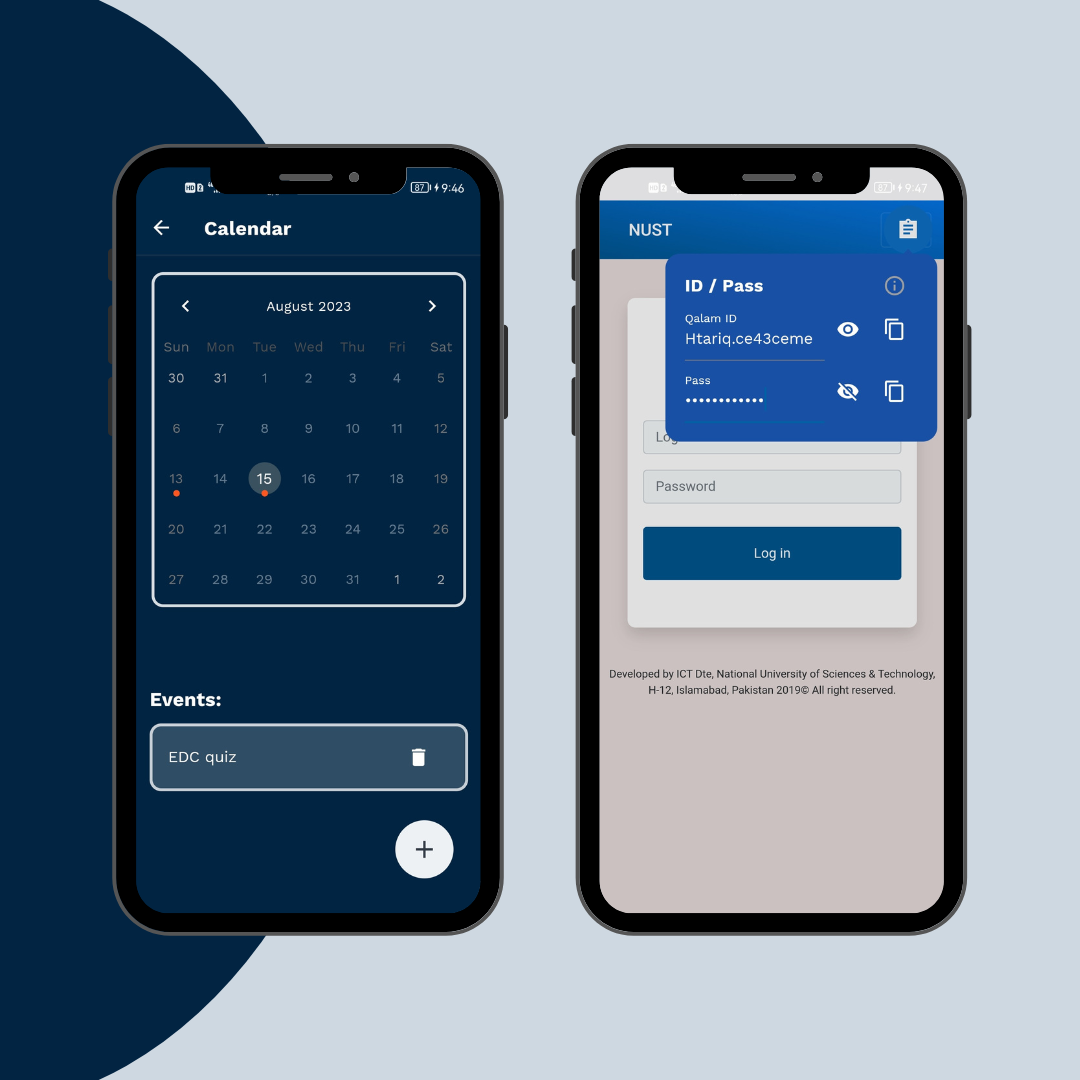 87 9:46
Calendar
August 2023
Sun Mon Tue Wed Thu Fri Sat
30 31 1 2 3 4 5
6 7 8 9 10 11 12
13 14 15 16 17 18 19
20 21 22 23 24 25 26
27 28 29 30 31 1 2
Events:
EDC quiz
87 9:47
NUST
ID / Pass
Qalam ID
Htariq.ce43ceme
Pass
••••••••••••
Log
Password
Log in
Developed by ICT Dte, National University of Sciences & Technology,
H-12, Islamabad, Pakistan 2019© All right reserved.